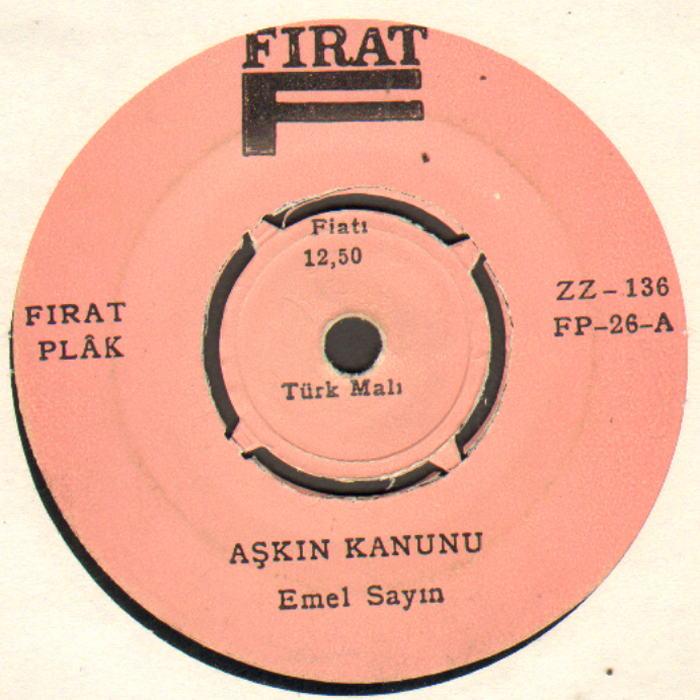 FIRAT
F
Fiatı
12,50
FIRAT
PLÂK
ZZ-136
FP-26-A
Türk Malı
AŞKIN KANUNU
Emel Sayın